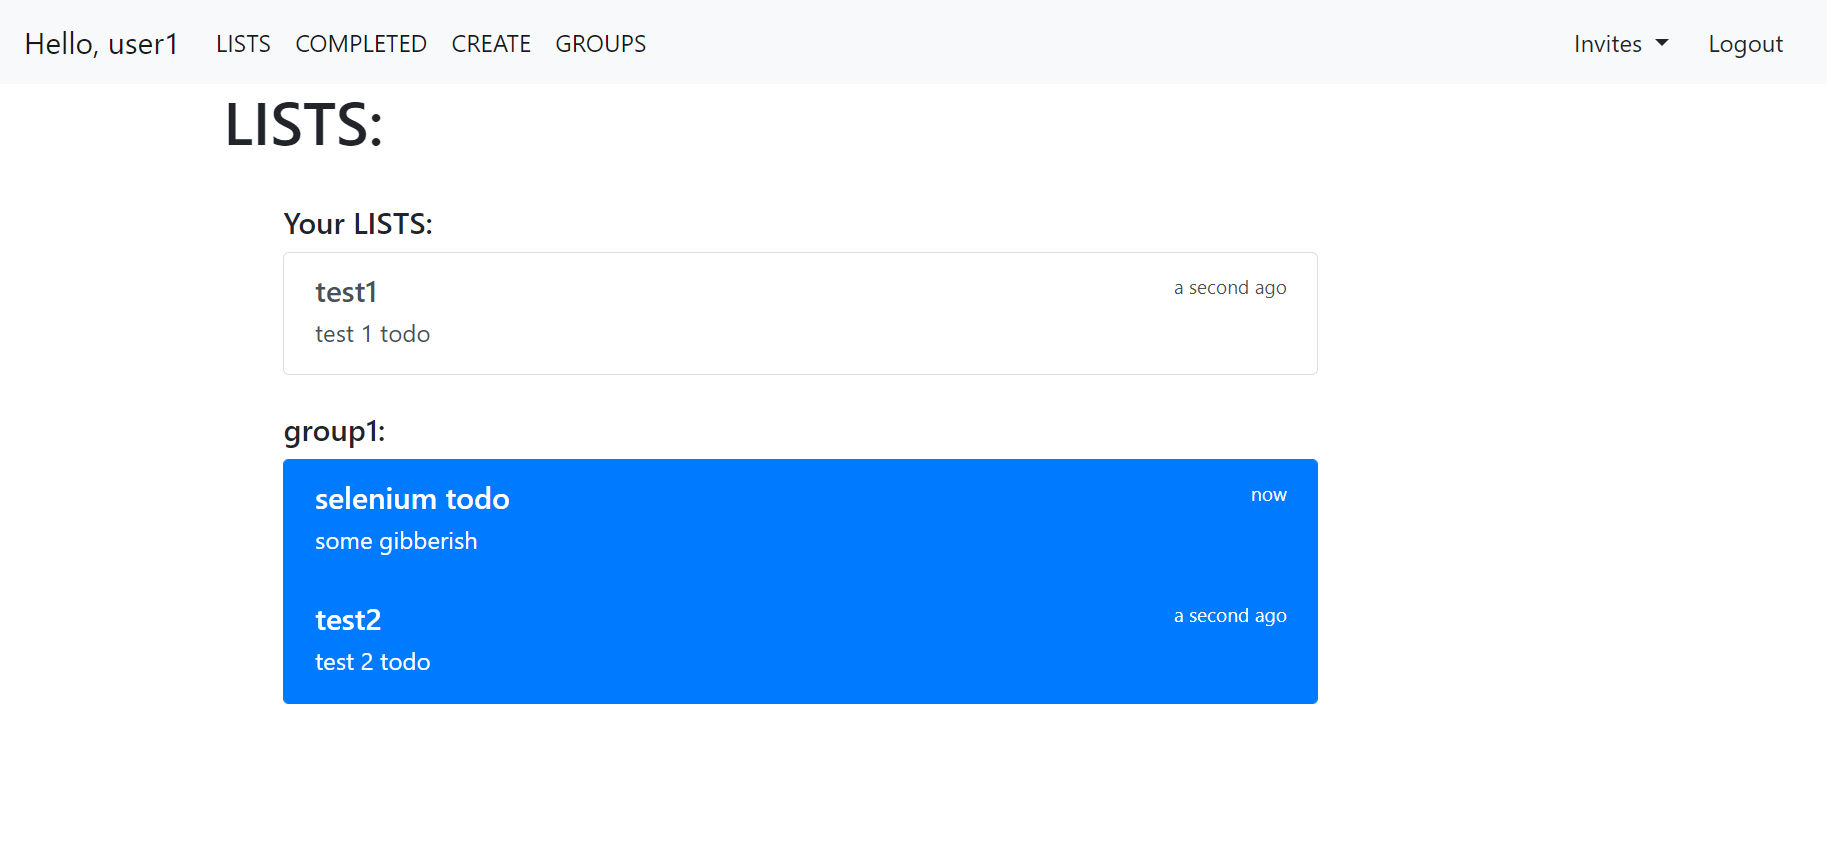 Hello, user1 LISTS COMPLETED CREATE GROUPS Invites Logout
LISTS:
Your LISTS:
test1 a second ago
test 1 todo
group1:
selenium todo now
some gibberish
test2 a second ago
test 2 todo